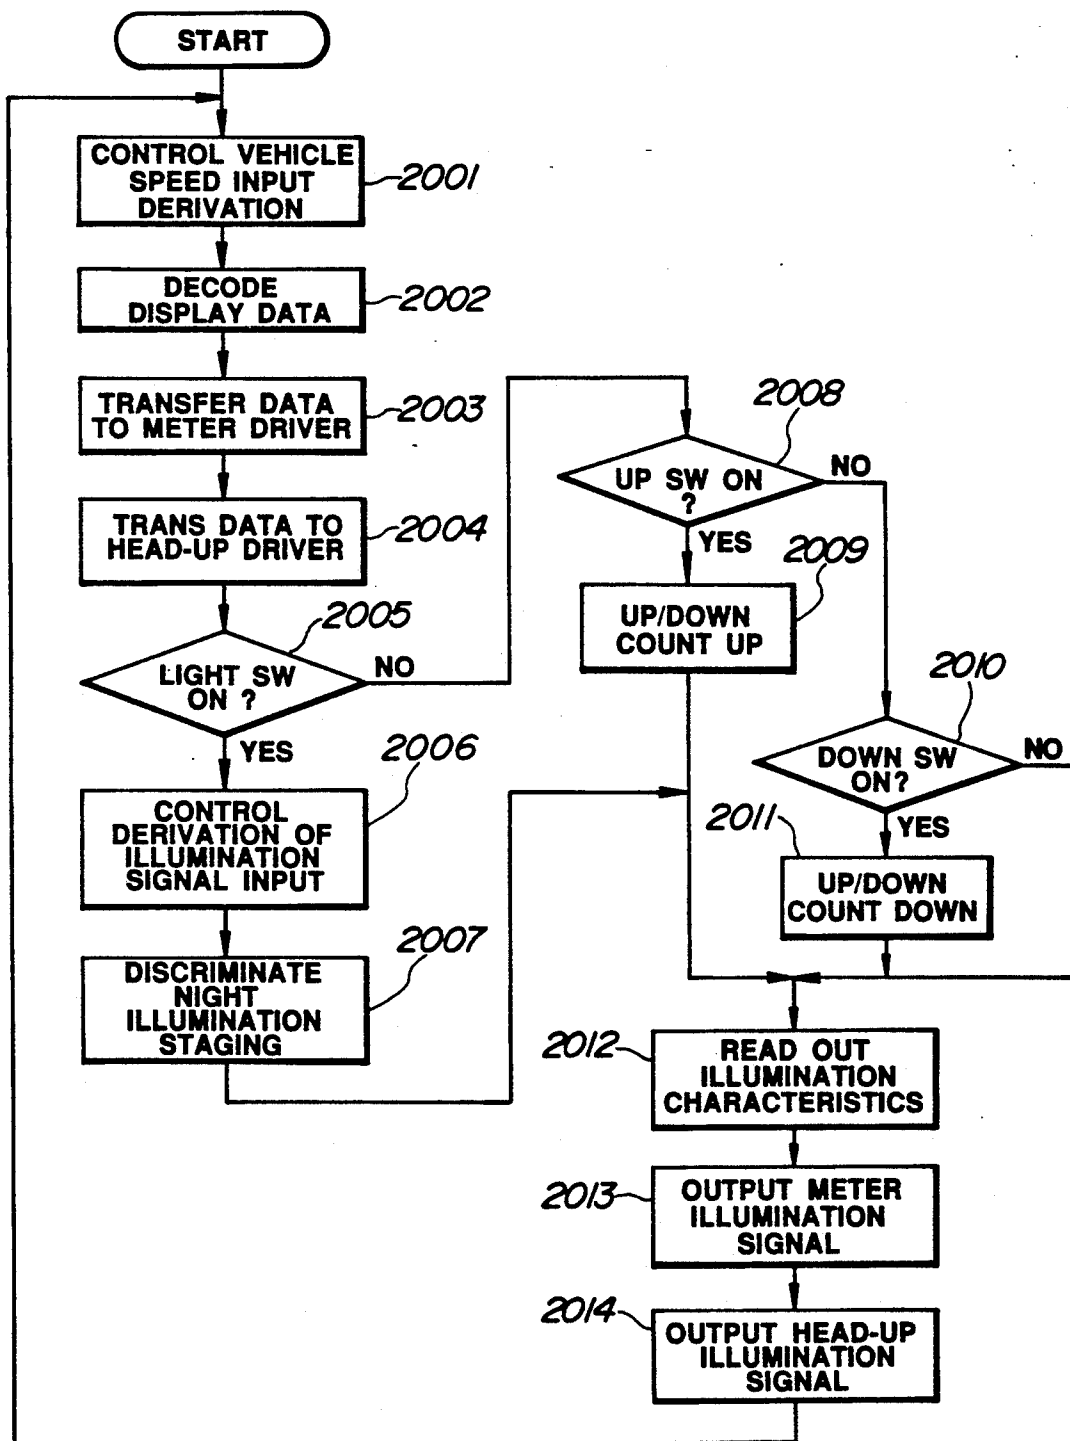 START
CONTROL VEHICLE
SPEED INPUT
DERIVATION
2001
DECODE
DISPLAY DATA
2002
TRANSFER DATA
TO METER DRIVER
2003
TRANS DATA TO
HEAD-UP DRIVER
2004
2005
LIGHT SW
ON ?
NO
YES
2006
CONTROL
DERIVATION OF
ILLUMINATION
SIGNAL INPUT
2007
DISCRIMINATE
NIGHT
ILLUMINATION
STAGING
2008
UP SW ON
?
NO
YES
2009
UP/DOWN
COUNT UP
2010
DOWN SW
ON?
NO
YES
2011
UP/DOWN
COUNT DOWN
2012
READ OUT
ILLUMINATION
CHARACTERISTICS
2013
OUTPUT METER
ILLUMINATION
SIGNAL
2014
OUTPUT HEAD-UP
ILLUMINATION
SIGNAL